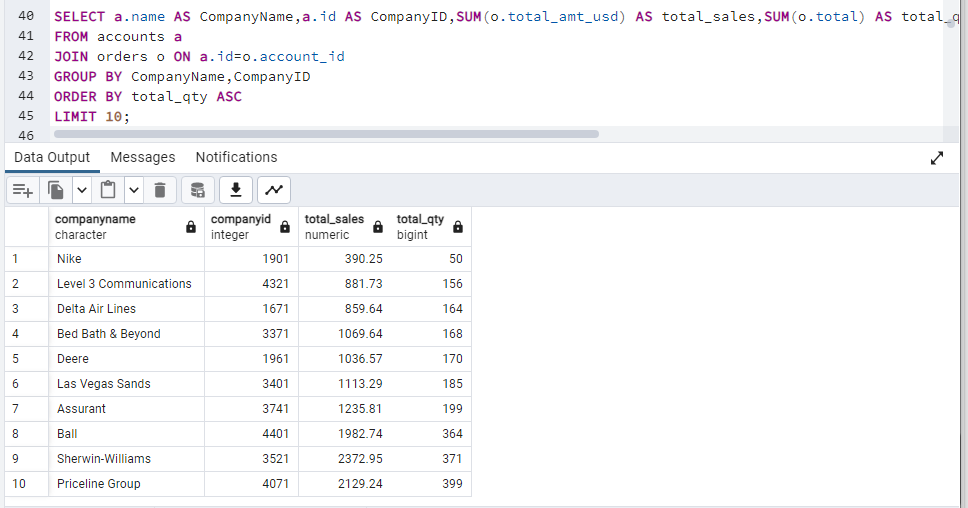 40 SELECT a.name AS CompanyName,a.id AS CompanyID,SUM(o.total_amt_usd) AS total_sales,SUM(o.total) AS total_q
41 FROM accounts a
42 JOIN orders o ON a.id=o.account_id
43 GROUP BY CompanyName,CompanyID
44 ORDER BY total_qty ASC
45 LIMIT 10;
46
Data Output Messages Notifications
companyname companyid total_sales total_qty
character integer numeric bigint
1 Nike 1901 390.25 50
2 Level 3 Communications 4321 881.73 156
3 Delta Air Lines 1671 859.64 164
4 Bed Bath & Beyond 3371 1069.64 168
5 Deere 1961 1036.57 170
6 Las Vegas Sands 3401 1113.29 185
7 Assurant 3741 1235.81 199
8 Ball 4401 1982.74 364
9 Sherwin-Williams 3521 2372.95 371
10 Priceline Group 4071 2129.24 399